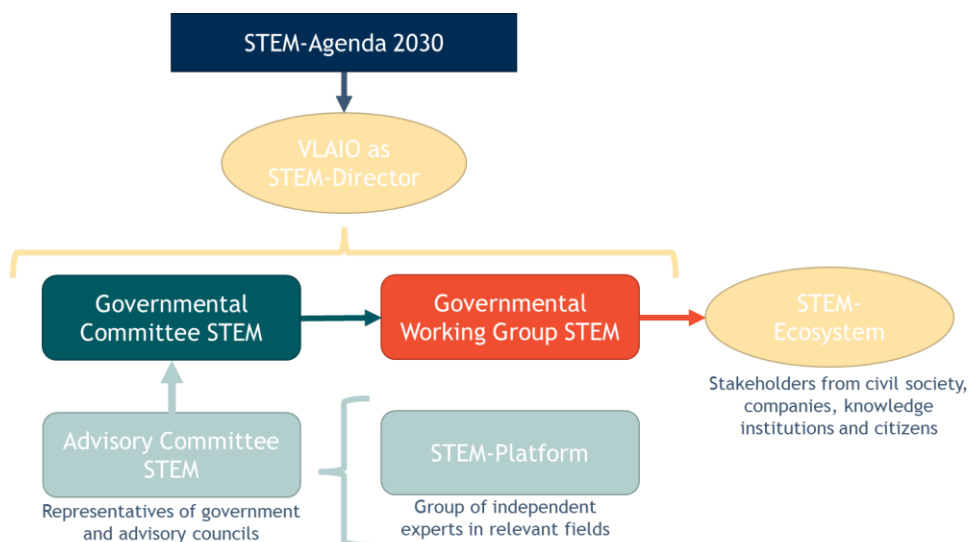 STEM-Agenda 2030
VLAIO as
STEM-Director
Governmental
Committee STEM
Governmental
Working Group STEM
STEM-
Ecosystem
Stakeholders from civil society,
companies, knowledge
institutions and citizens
Advisory Committee
STEM
STEM-Platform
Representatives of government
and advisory councils
Group of independent
experts in relevant fields